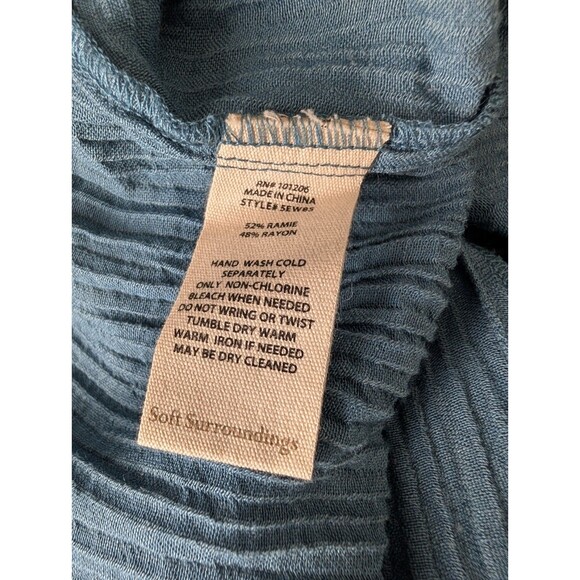 RN# 101206
MADE IN CHINA
STYLE# 5EW85
52% RAMIE
48% RAYON
HAND WASH COLD
SEPARATELY
ONLY NON-CHLORINE
BLEACH WHEN NEEDED
DO NOT WRING OR TWIST
TUMBLE DRY WARM
WARM IRON IF NEEDED
MAY BE DRY CLEANED
Soft Surroundings